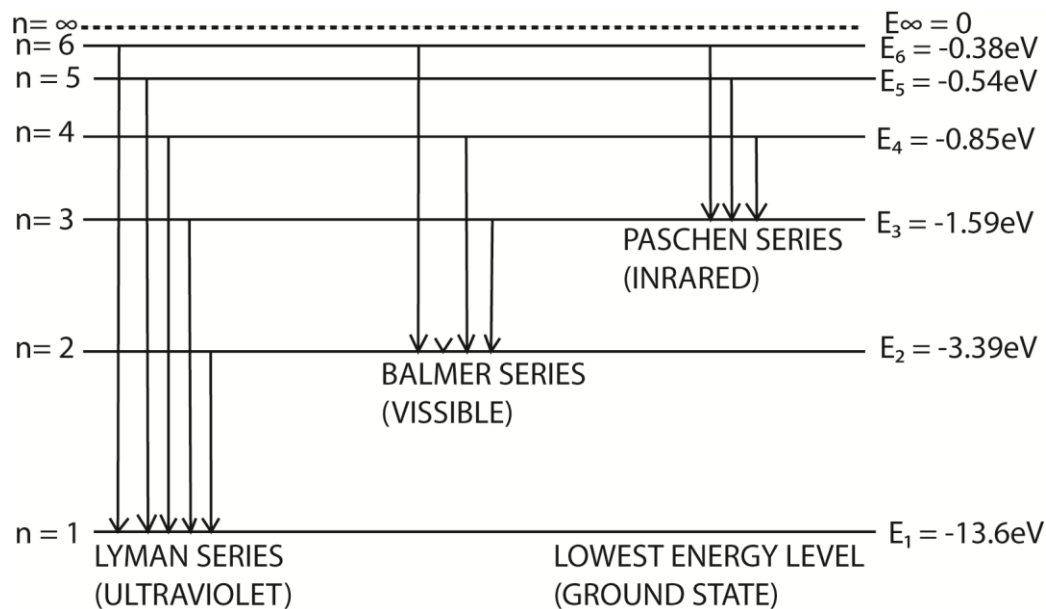 n= ∞ E∞ = 0
n= 6 E₆ = -0.38eV
n = 5 E₅ = -0.54eV
n= 4 E₄ = -0.85eV
n= 3 E₃ = -1.59eV
PASCHEN SERIES
(INRARED)
n= 2 E₂ = -3.39eV
BALMER SERIES
(VISSIBLE)
n = 1 E₁ = -13.6eV
LYMAN SERIES LOWEST ENERGY LEVEL
(ULTRAVIOLET) (GROUND STATE)